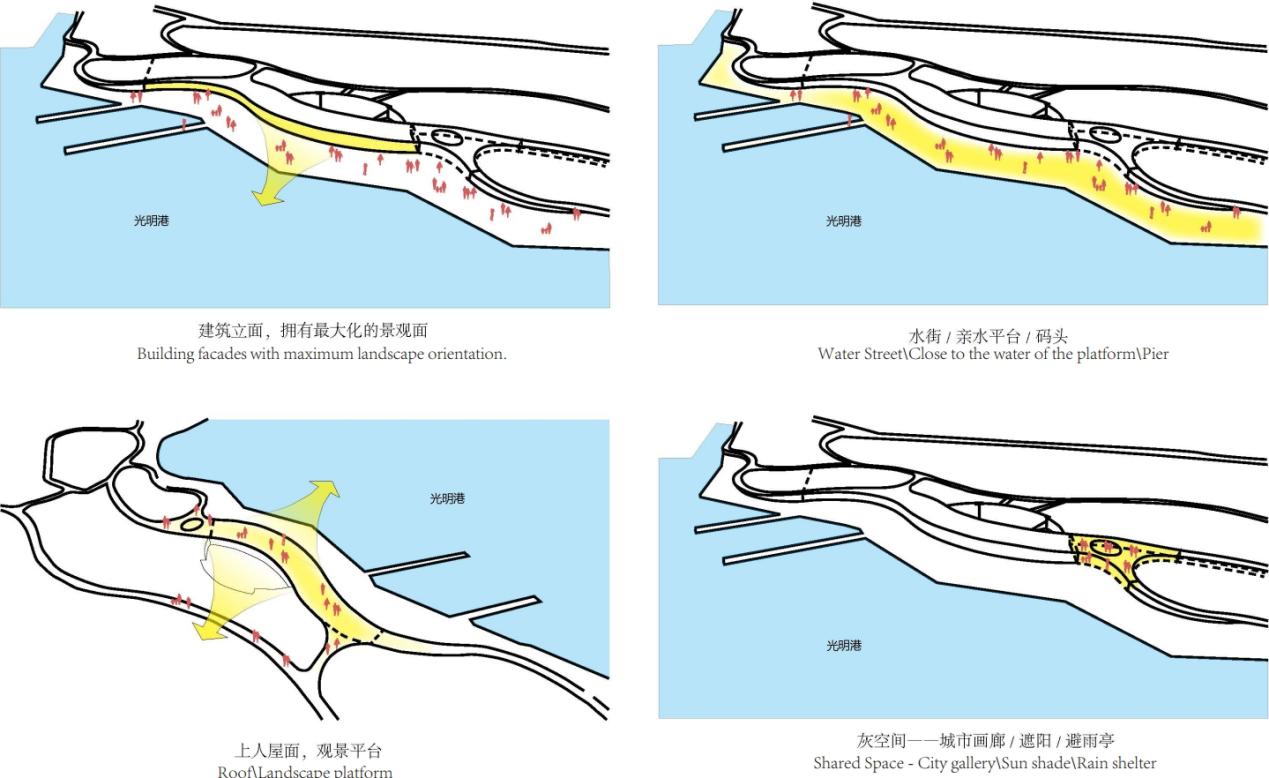 光明港
光明港
建筑立面，拥有最大化的景观面
Building facades with maximum landscape orientation.
水街 / 亲水平台 / 码头
Water Street\Close to the water of the platform\Pier
光明港
光明港
上人屋面，观景平台
Roof\Landscape platform
灰空间——城市画廊 / 遮阳 / 避雨亭
Shared Space - City gallery\Sun shade\Rain shelter